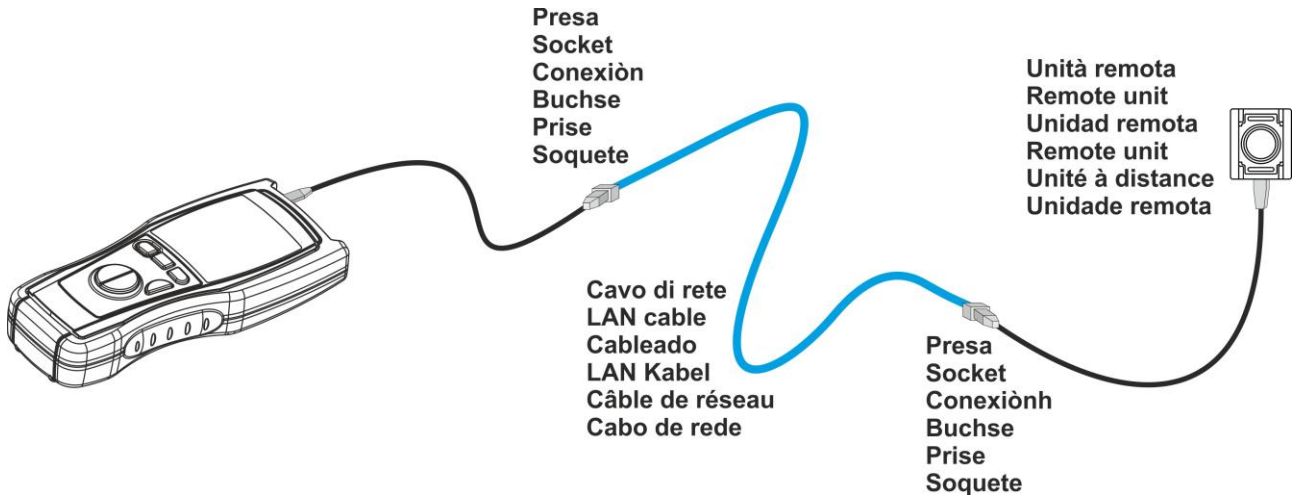 Presa
Socket
Conexiòn
Buchse
Prise
Soquete
Unità remota
Remote unit
Unidad remota
Remote unit
Unité à distance
Unidade remota
Cavo di rete
LAN cable
Cableado
LAN Kabel
Câble de réseau
Cabo de rede
Presa
Socket
Conexiònh
Buchse
Prise
Soquete